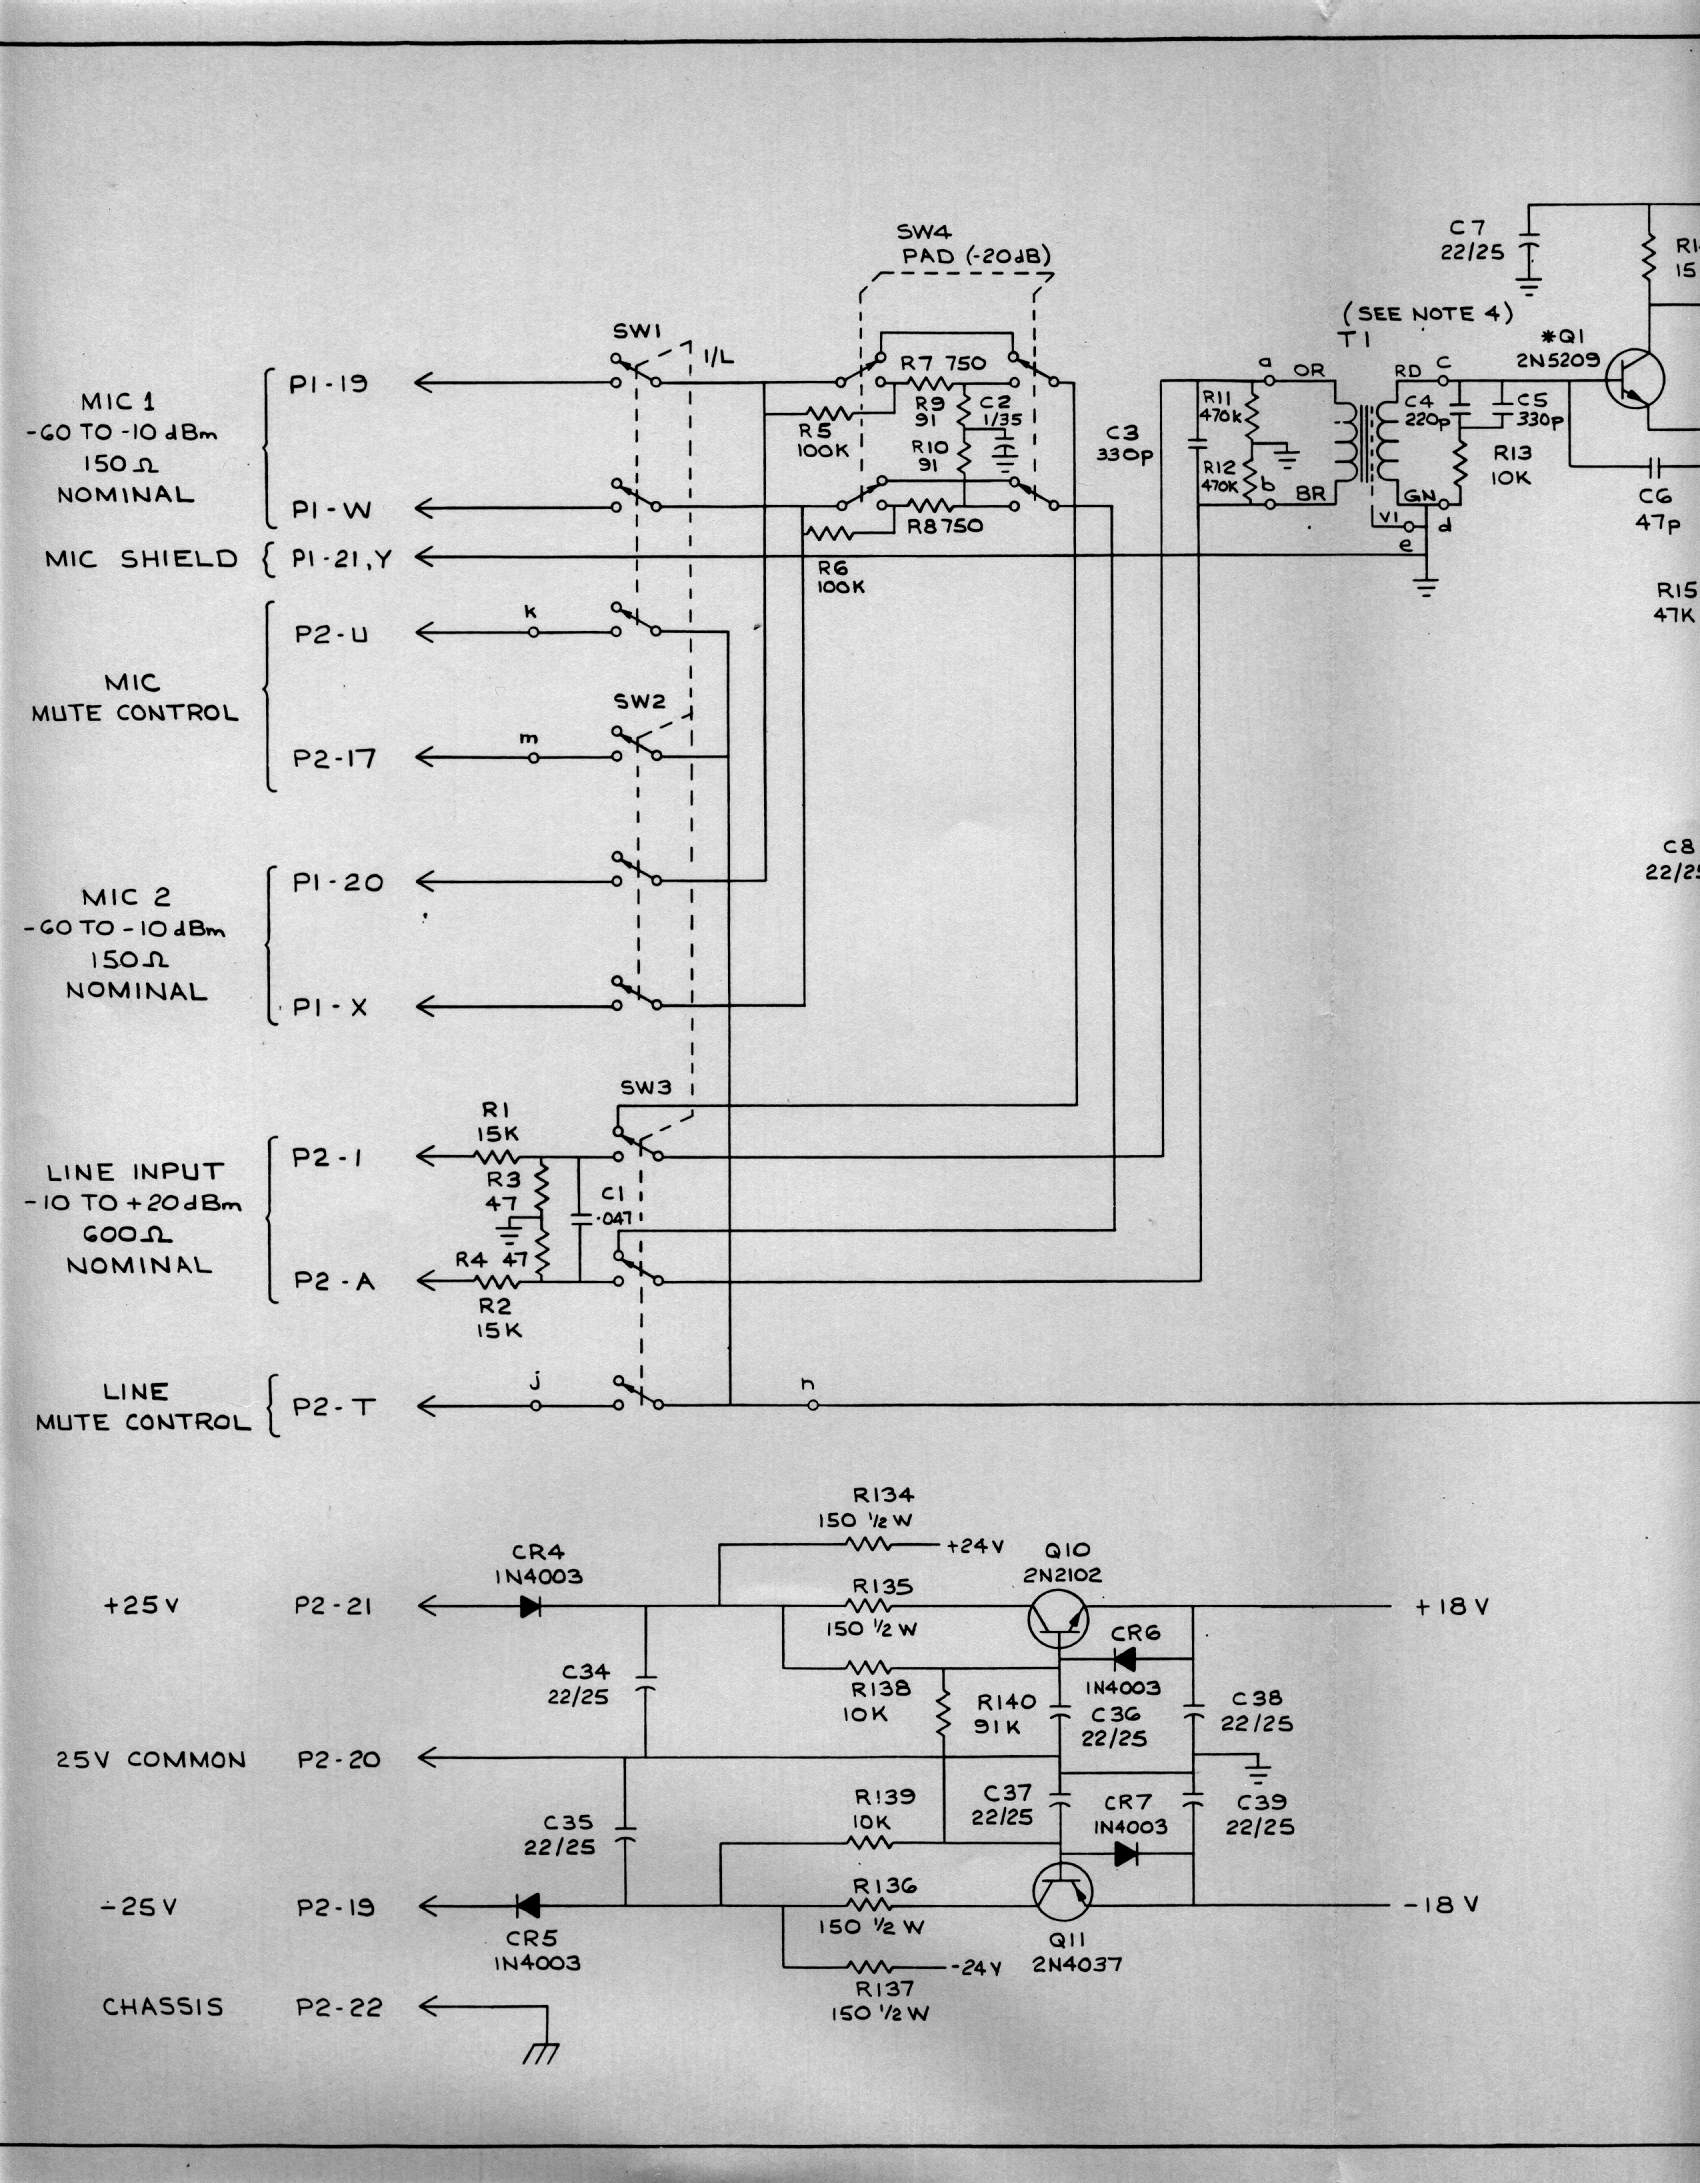 SW4
PAD (-20dB)
C7
22/25
15
(SEE NOTE 4)
T1
*Q1
2N5209
SW1
I/L
MIC 1
-60 TO -10 dBm
150Ω
NOMINAL
P1-19
P1-W
R7 750
R9
91
C2
1/35
R5
100K
R10
91
R8 750
R6
100K
C3
330p
R11
470K
R12
470K
a
OR
b
BR
RD
C
C4
220p
C5
330p
R13
10K
GN
d
VI
e
C6
47p
R15
47K
MIC SHIELD
P1-21,Y
MIC
MUTE CONTROL
P2-U
k
SW2
P2-17
m
C8
MIC 2
-60 TO -10 dBm
150Ω
NOMINAL
P1-20
P1-X
SW3
LINE INPUT
-10 TO +20dBm
600Ω
NOMINAL
P2-1
R1
15K
R3
47
C1
.047
R4 47
P2-A
R2
15K
LINE
MUTE CONTROL
P2-T
j
n
R134
150 1/2 W
+24V
CR4
1N4003
Q10
2N2102
+25V
P2-21
R135
150 1/2 W
+18V
CR6
1N4003
C34
22/25
R138
10K
R140
91K
C36
22/25
C38
22/25
25V COMMON
P2-20
R139
10K
C37
22/25
CR7
1N4003
C39
22/25
C35
22/25
-25V
P2-19
R136
150 1/2 W
-18V
CR5
1N4003
Q11
2N4037
-24V
R137
150 1/2 W
CHASSIS
P2-22